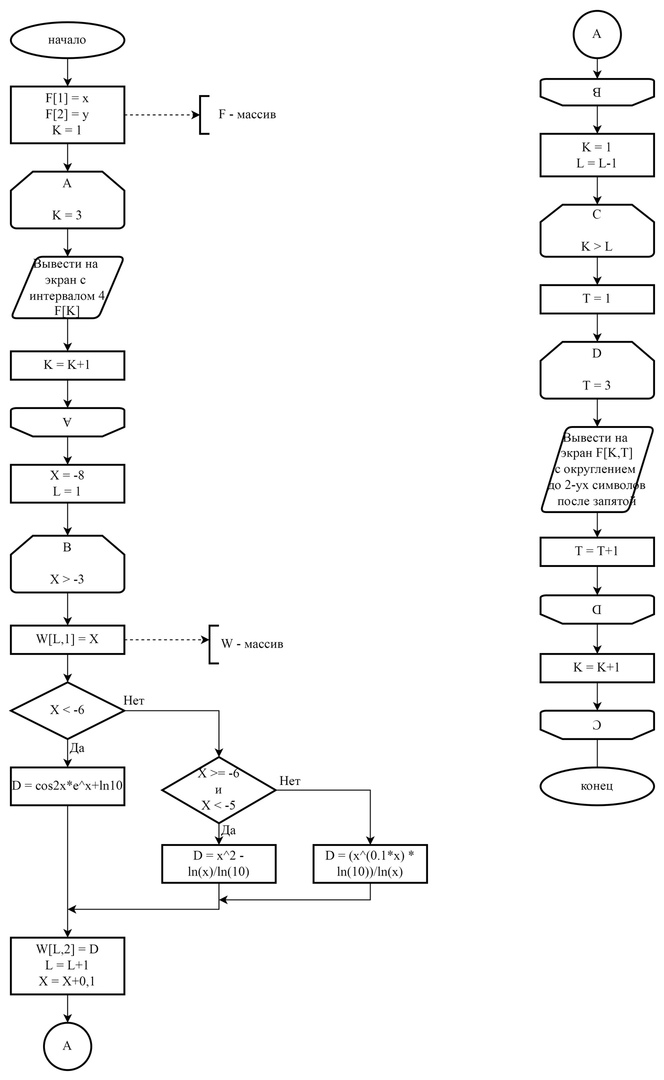 начало
F[1] = x
F[2] = y
K = 1
F - массив
A
K = 3
Вывести на
экран с
интервалом 4
F[K]
K = K+1
A
X = -8
L = 1
B
X > -3
W[L,1] = X
W - массив
X < -6
Нет
Да
D = cos2x*e^x+ln10
X >= -6
и
X < -5
Нет
Да
D = x^2 -
ln(x)/ln(10)
D = (x^(0.1*x) *
ln(10))/ln(x)
W[L,2] = D
L = L+1
X = X+0,1
A
A
B
K = 1
L = L-1
C
K > L
T = 1
D
T = 3
Вывести на
экран F[K,T]
с округлением
до 2-ух символов
после запятой
T = T+1
D
K = K+1
C
конец